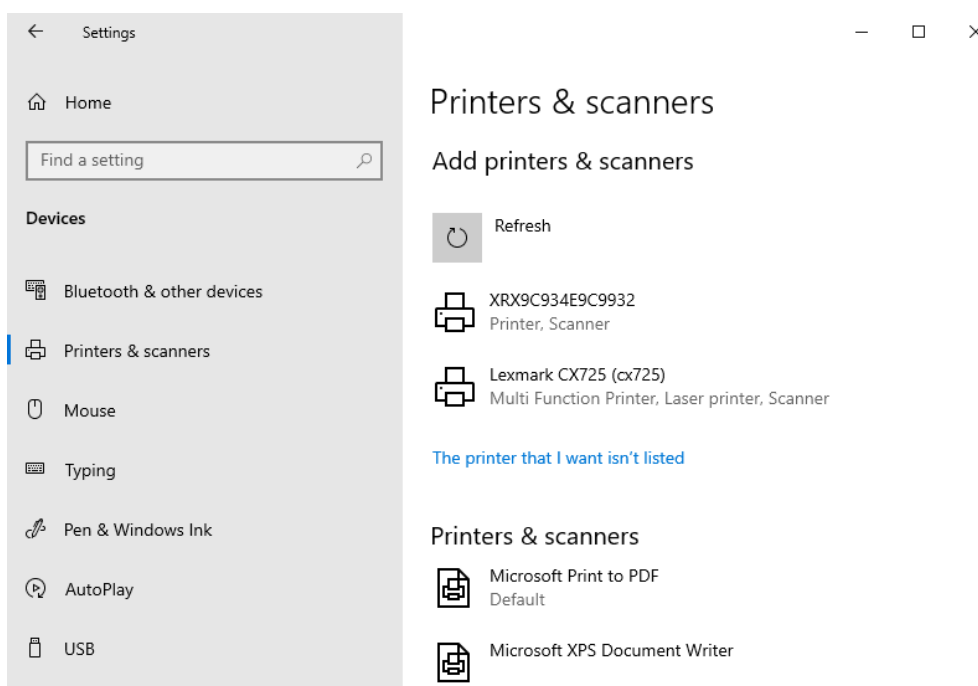 Settings
Home
Find a setting
Devices
Bluetooth & other devices
Printers & scanners
Mouse
Typing
Pen & Windows Ink
AutoPlay
USB
Printers & scanners
Add printers & scanners
Refresh
XRX9C934E9C9932
Printer, Scanner
Lexmark CX725 (cx725)
Multi Function Printer, Laser printer, Scanner
The printer that I want isn't listed
Printers & scanners
Microsoft Print to PDF
Default
Microsoft XPS Document Writer